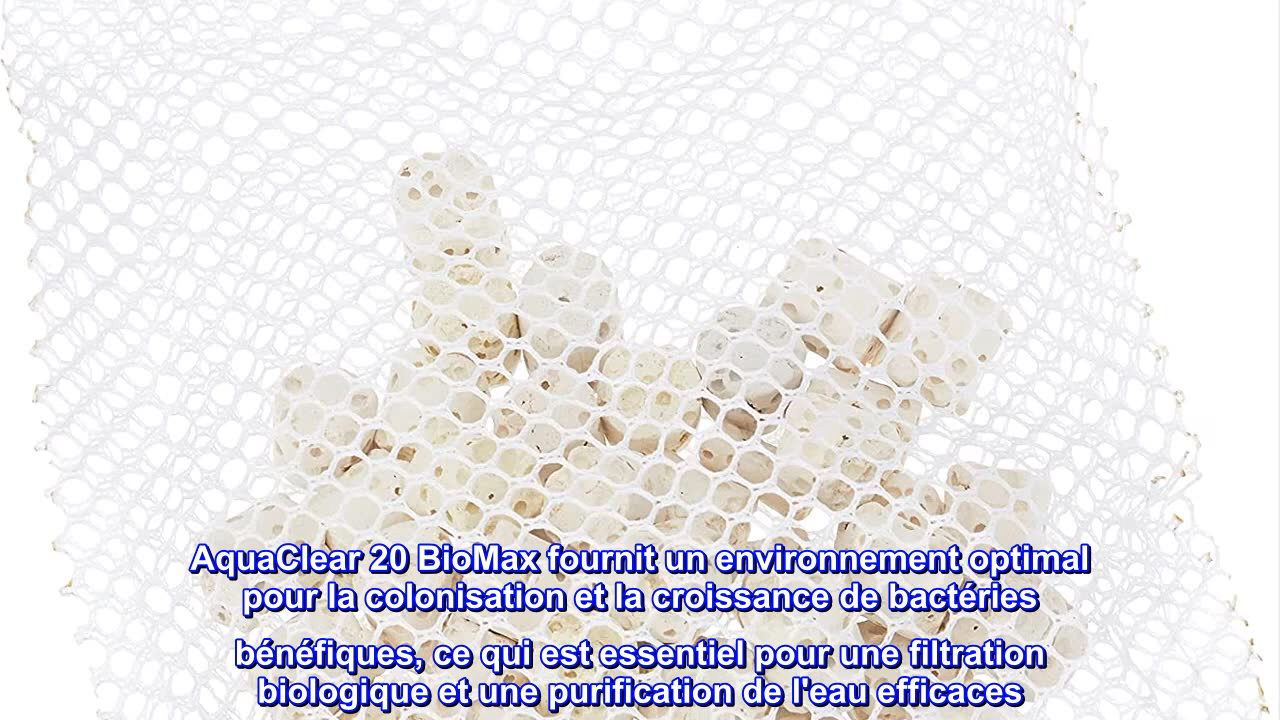 AquaClear 20 BioMax fournit un environnement optimal
pour la colonisation et la croissance de bactéries
bénéfiques, ce qui est essentiel pour une filtration
biologique et une purification de l'eau efficaces